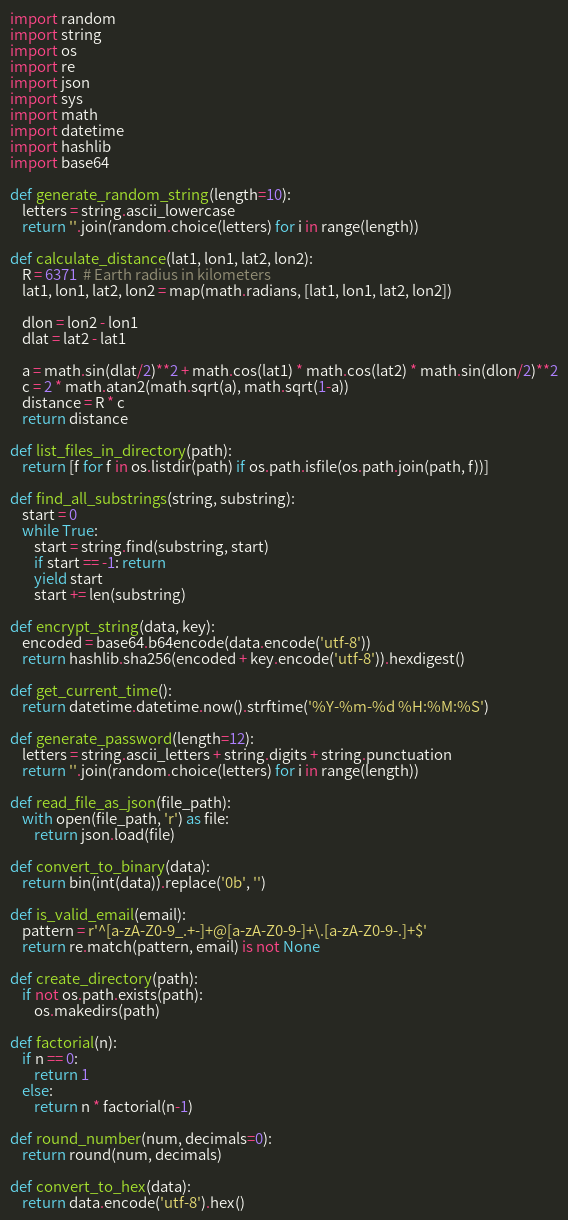 import random
import string
import os
import re
import json
import sys
import math
import datetime
import hashlib
import base64

def generate_random_string(length=10):
    letters = string.ascii_lowercase
    return ''.join(random.choice(letters) for i in range(length))

def calculate_distance(lat1, lon1, lat2, lon2):
    R = 6371  # Earth radius in kilometers
    lat1, lon1, lat2, lon2 = map(math.radians, [lat1, lon1, lat2, lon2])

    dlon = lon2 - lon1
    dlat = lat2 - lat1

    a = math.sin(dlat/2)**2 + math.cos(lat1) * math.cos(lat2) * math.sin(dlon/2)**2
    c = 2 * math.atan2(math.sqrt(a), math.sqrt(1-a))
    distance = R * c
    return distance

def list_files_in_directory(path):
    return [f for f in os.listdir(path) if os.path.isfile(os.path.join(path, f))]

def find_all_substrings(string, substring):
    start = 0
    while True:
        start = string.find(substring, start)
        if start == -1: return
        yield start
        start += len(substring)

def encrypt_string(data, key):
    encoded = base64.b64encode(data.encode('utf-8'))
    return hashlib.sha256(encoded + key.encode('utf-8')).hexdigest()

def get_current_time():
    return datetime.datetime.now().strftime('%Y-%m-%d %H:%M:%S')

def generate_password(length=12):
    letters = string.ascii_letters + string.digits + string.punctuation
    return ''.join(random.choice(letters) for i in range(length))

def read_file_as_json(file_path):
    with open(file_path, 'r') as file:
        return json.load(file)

def convert_to_binary(data):
    return bin(int(data)).replace('0b', '')

def is_valid_email(email):
    pattern = r'^[a-zA-Z0-9_.+-]+@[a-zA-Z0-9-]+\.[a-zA-Z0-9-.]+$'
    return re.match(pattern, email) is not None

def create_directory(path):
    if not os.path.exists(path):
        os.makedirs(path)

def factorial(n):
    if n == 0:
        return 1
    else:
        return n * factorial(n-1)

def round_number(num, decimals=0):
    return round(num, decimals)

def convert_to_hex(data):
    return data.encode('utf-8').hex()